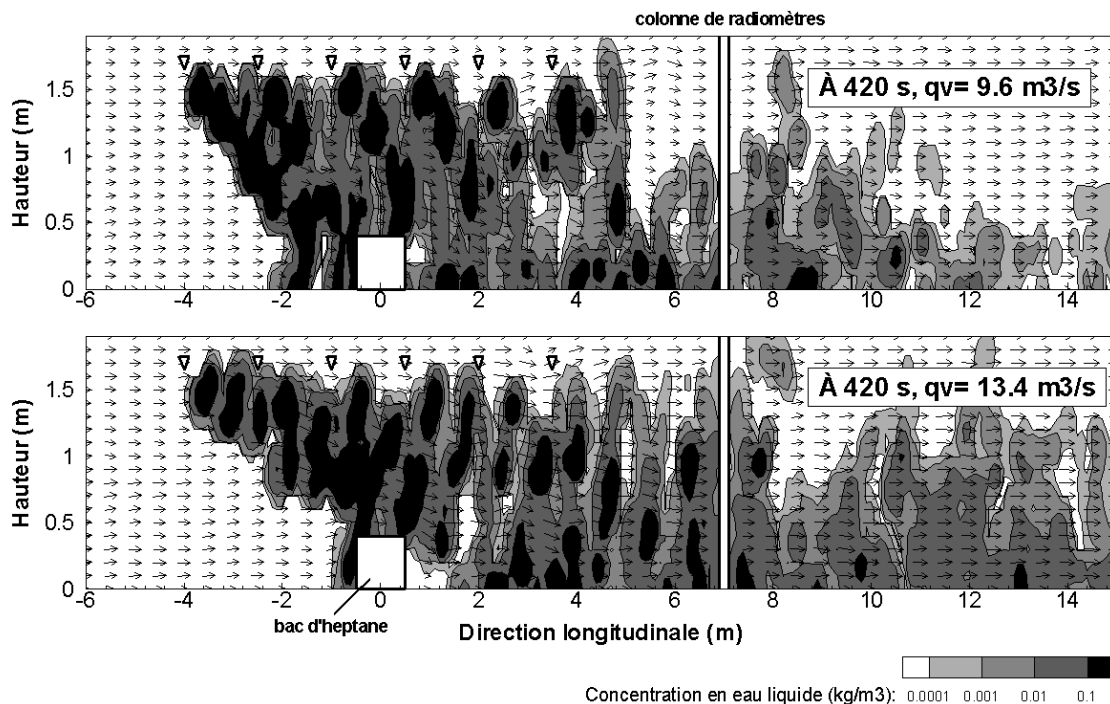 colonne de radiomètres
À 420 s, qv= 9.6 m3/s
Hauteur (m)
1.5
1
0.5
0
-6 -4 -2 0 2 4 6 8 10 12 14
À 420 s, qv= 13.4 m3/s
Hauteur (m)
1.5
1
0.5
0
-6 -4 -2 0 2 4 6 8 10 12 14
bac d'heptane
Direction longitudinale (m)
Concentration en eau liquide (kg/m3): 0.0001 0.001 0.01 0.1